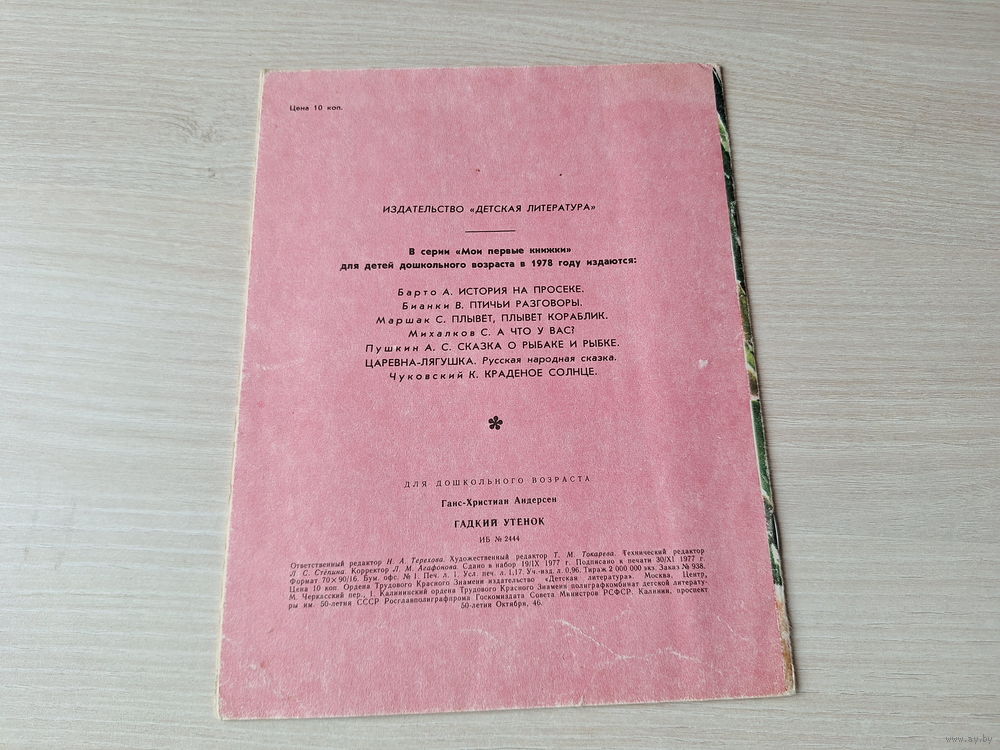 Цена 10 коп.
ИЗДАТЕЛЬСТВО «ДЕТСКАЯ ЛИТЕРАТУРА»
В серии «Мои первые книжки»
для детей дошкольного возраста в 1978 году издаются:
Барто А. ИСТОРИЯ НА ПРОСЕКЕ.
Бианки В. ПТИЧЬИ РАЗГОВОРЫ.
Маршак С. ПЛЫВЕТ, ПЛЫВЕТ КОРАБЛИК.
Михалков С. А ЧТО У ВАС?
Пушкин А. С. СКАЗКА О РЫБАКЕ И РЫБКЕ.
ЦАРЕВНА-ЛЯГУШКА. Русская народная сказка.
Чуковский К. КРАДЕНОЕ СОЛНЦЕ.
ДЛЯ ДОШКОЛЬНОГО ВОЗРАСТА
Ганс-Христиан Андерсен
ГАДКИЙ УТЕНОК
ИБ № 2444
Ответственный редактор Н. А. Терехова. Художественный редактор Т. М. Токарева. Технический редактор
Л. С. Стёпина. Корректор Л. М. Агафонова. Сдано в набор 19/IX 1977 г. Подписано к печати 30/XI 1977 г.
Формат 70×90/16. Бум. офс. № 1. Печ. л. 1. Усл. печ. л. 1,17. Уч.-изд. л. 0,96. Тираж 2 000 000 экз. Заказ № 938.
Цена 10 коп. Ордена Трудового Красного Знамени издательство «Детская литература». Москва, Центр,
М. Черкасский пер., 1. Калининский ордена Трудового Красного Знамени полиграфкомбинат детской литерату-
ры им. 50-летия СССР Росглавполиграфпрома Госкомиздата Совета Министров РСФСР. Калинин, проспект
50-летия Октября, 46.
www.ay.by